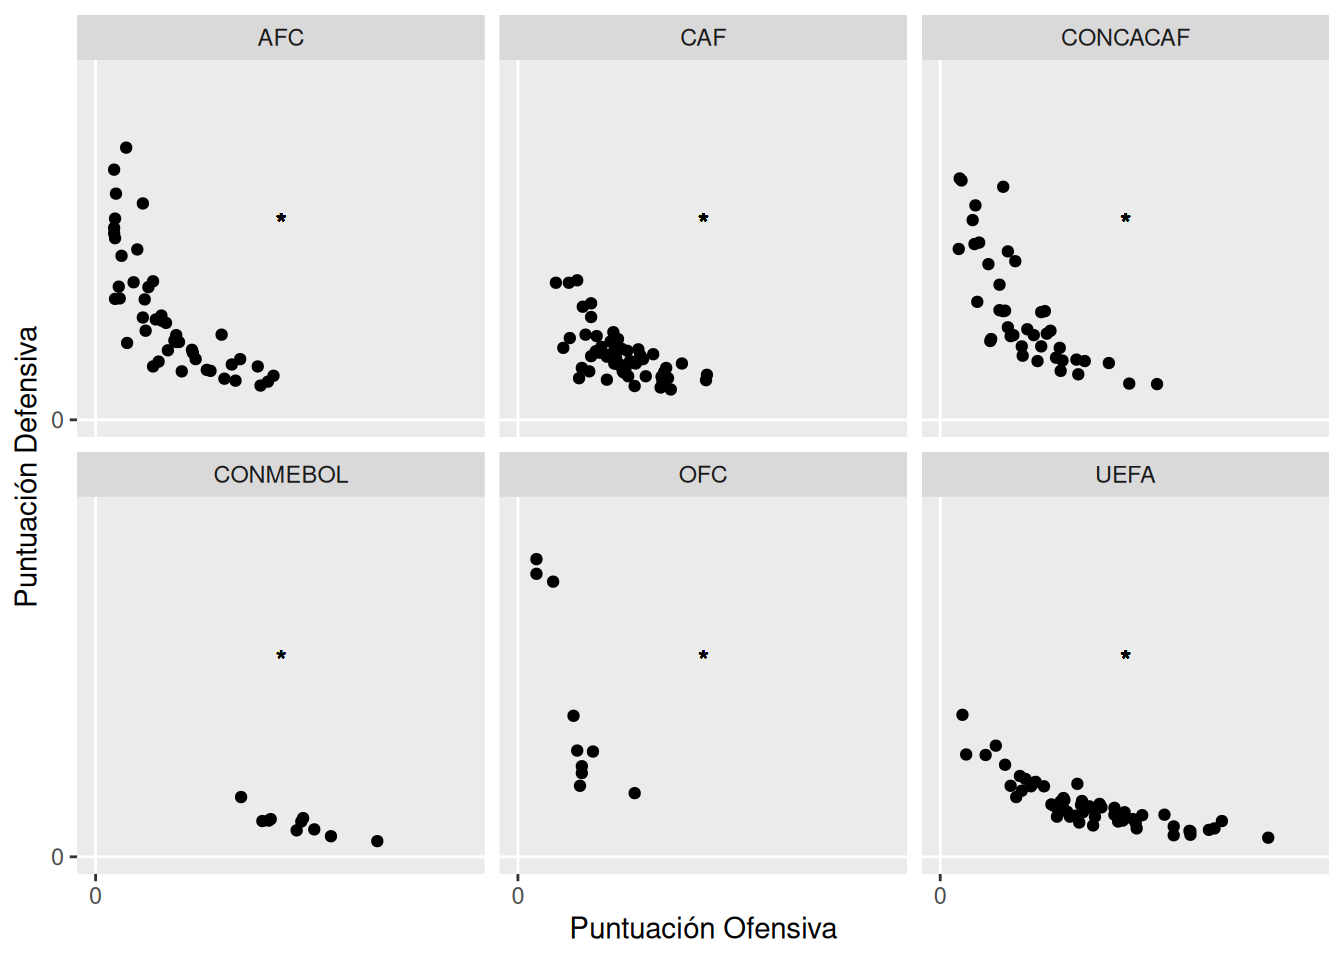 AFC
CAF
CONCACAF
*
*
*
0
CONMEBOL
OFC
UEFA
*
*
*
0
0
0
0
Puntuación Ofensiva
Puntuación Defensiva